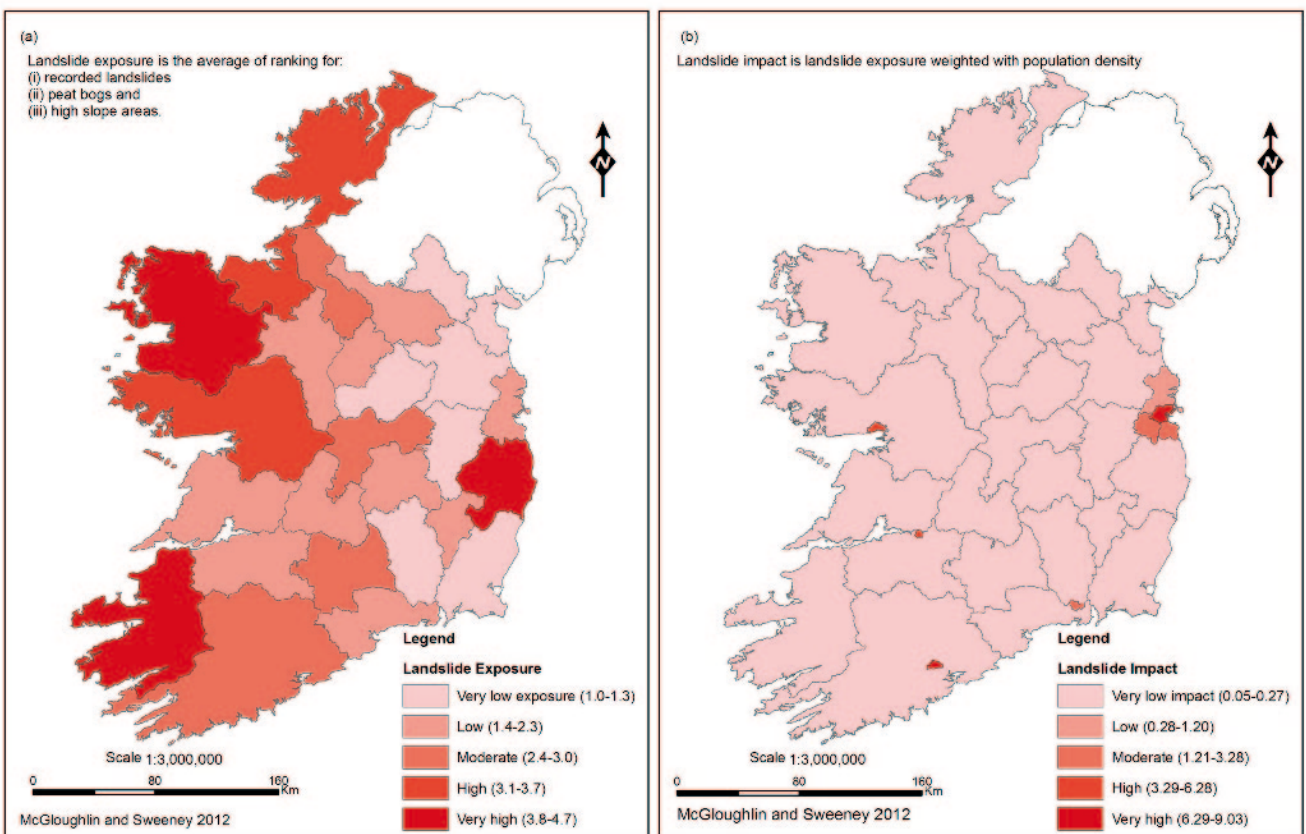 (a)
Landslide exposure is the average of ranking for:
(i) recorded landslides
(ii) peat bogs and
(iii) high slope areas.
N
Legend
Landslide Exposure
Very low exposure (1.0-1.3)
Low (1.4-2.3)
Moderate (2.4-3.0)
High (3.1-3.7)
Very high (3.8-4.7)
Scale 1:3,000,000
0 80 160
Km
McGloughlin and Sweeney 2012
(b)
Landslide impact is landslide exposure weighted with population density
N
Legend
Landslide Impact
Very low impact (0.05-0.27)
Low (0.28-1.20)
Moderate (1.21-3.28)
High (3.29-6.28)
Very high (6.29-9.03)
Scale 1:3,000,000
0 80 160
Km
McGloughlin and Sweeney 2012